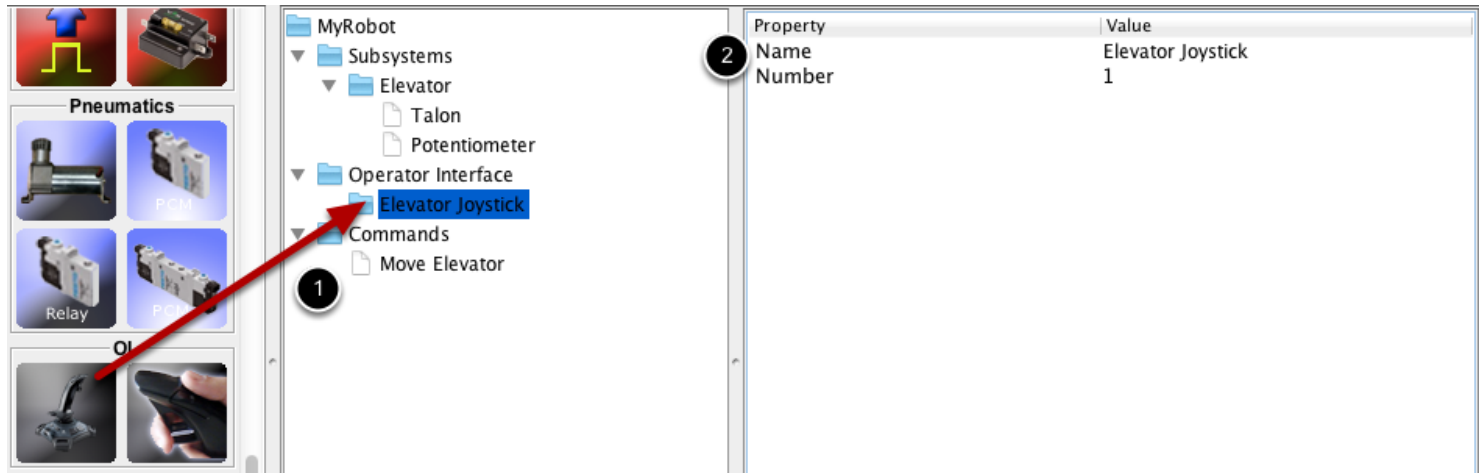 Pneumatics
PCM
Relay
PCM
OI
MyRobot
Subsystems
Elevator
Talon
Potentiometer
Operator Interface
Elevator Joystick
Commands
Move Elevator
1
2
Property Value
Name Elevator Joystick
Number 1